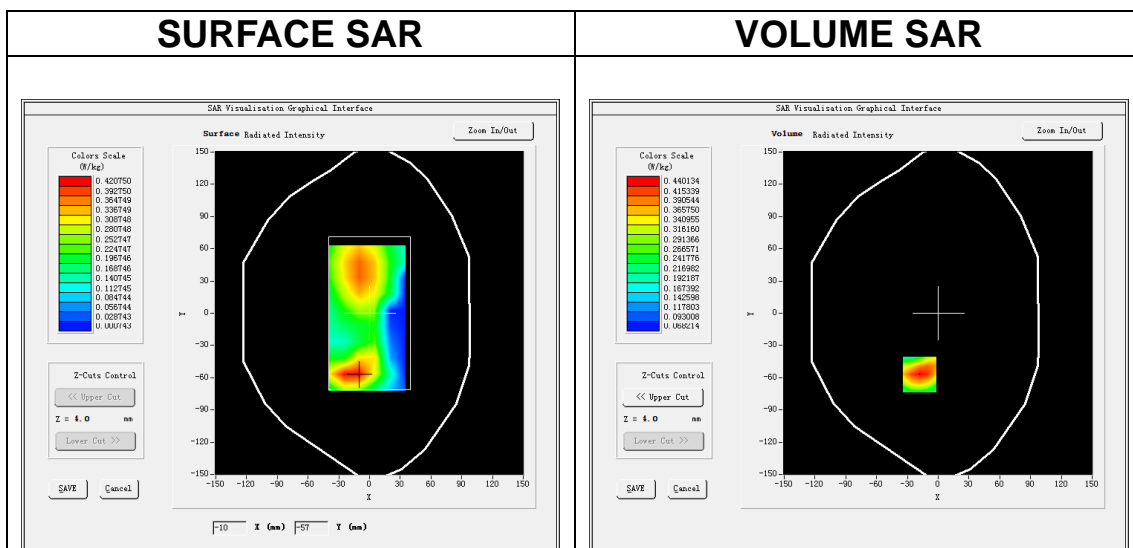 SURFACE SAR
VOLUME SAR
SAR Visualisation Graphical Interface
Surface Radiated Intensity
Zoom In/Out
Colors Scale
(W/kg)
0.420750
0.392750
0.364749
0.336749
0.308748
0.280748
0.252747
0.224747
0.196746
0.168746
0.140745
0.112745
0.084744
0.056744
0.028743
0.000743
150
120
90
60
30
0
-30
-60
-90
-120
-150
Y
-150 -120 -90 -60 -30 0 30 60 90 120 150
X
Z-Cuts Control
<< Upper Cut
Z = 4.0 mm
Lower Cut >>
SAVE Cancel
-10 X (mm) -57 Y (mm)
SAR Visualisation Graphical Interface
Volume Radiated Intensity
Zoom In/Out
Colors Scale
(W/kg)
0.440134
0.415339
0.390544
0.365750
0.340955
0.316160
0.291366
0.266571
0.241776
0.216982
0.192187
0.167392
0.142598
0.117803
0.093008
0.068214
150
120
90
60
30
0
-30
-60
-90
-120
-150
Y
-150 -120 -90 -60 -30 0 30 60 90 120 150
X
Z-Cuts Control
<< Upper Cut
Z = 4.0 mm
Lower Cut >>
SAVE Cancel